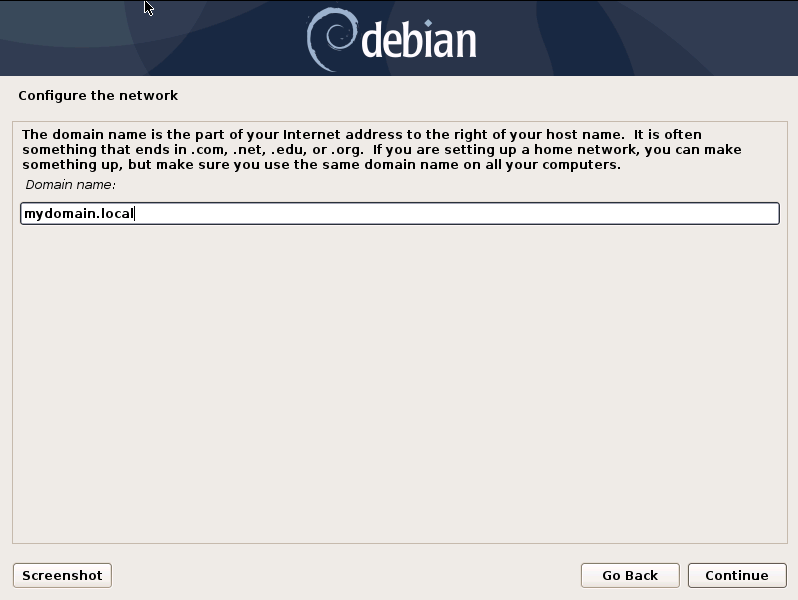 debian
Configure the network
The domain name is the part of your Internet address to the right of your host name.  It is often
something that ends in .com, .net, .edu, or .org.  If you are setting up a home network, you can make
something up, but make sure you use the same domain name on all your computers.
Domain name:
mydomain.local
Screenshot
Go Back
Continue